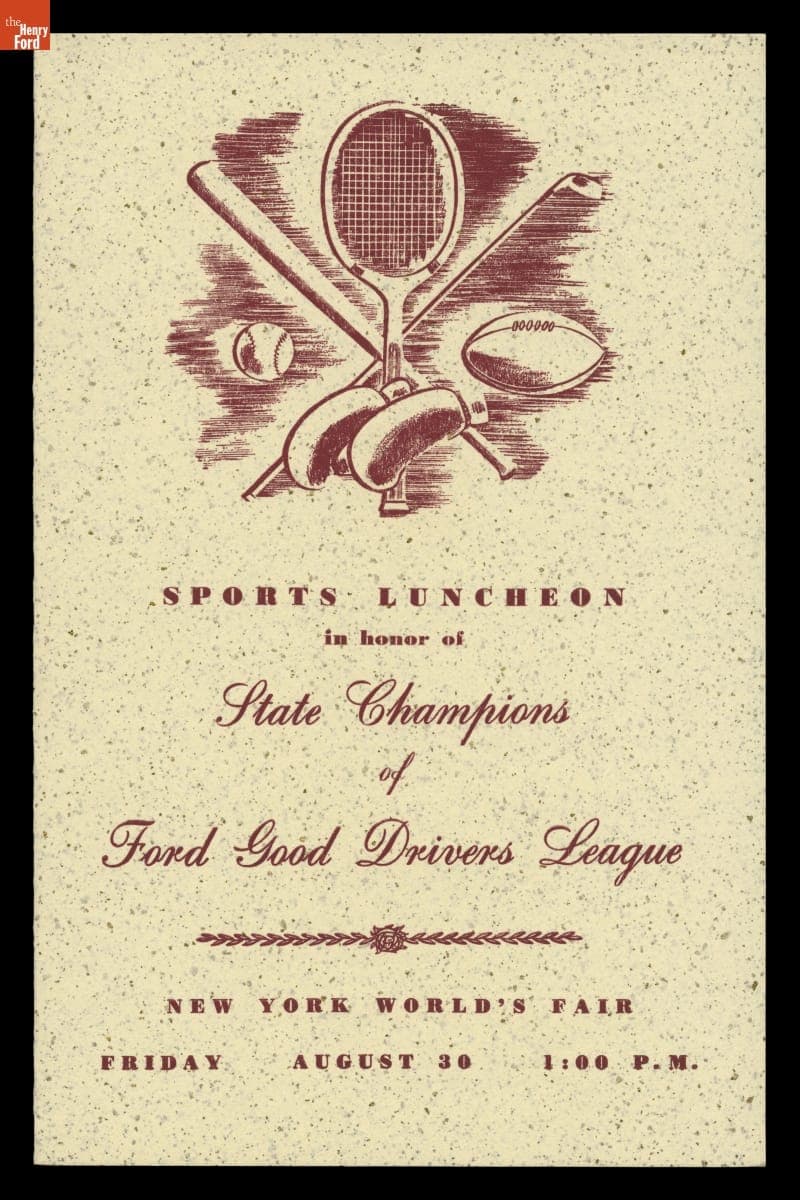 the
Henry
Ford
SPORTS LUNCHEON
in honor of
State Champions
of
Ford Good Drivers League
NEW YORK WORLD'S FAIR
FRIDAY AUGUST 30 1:00 P.M.